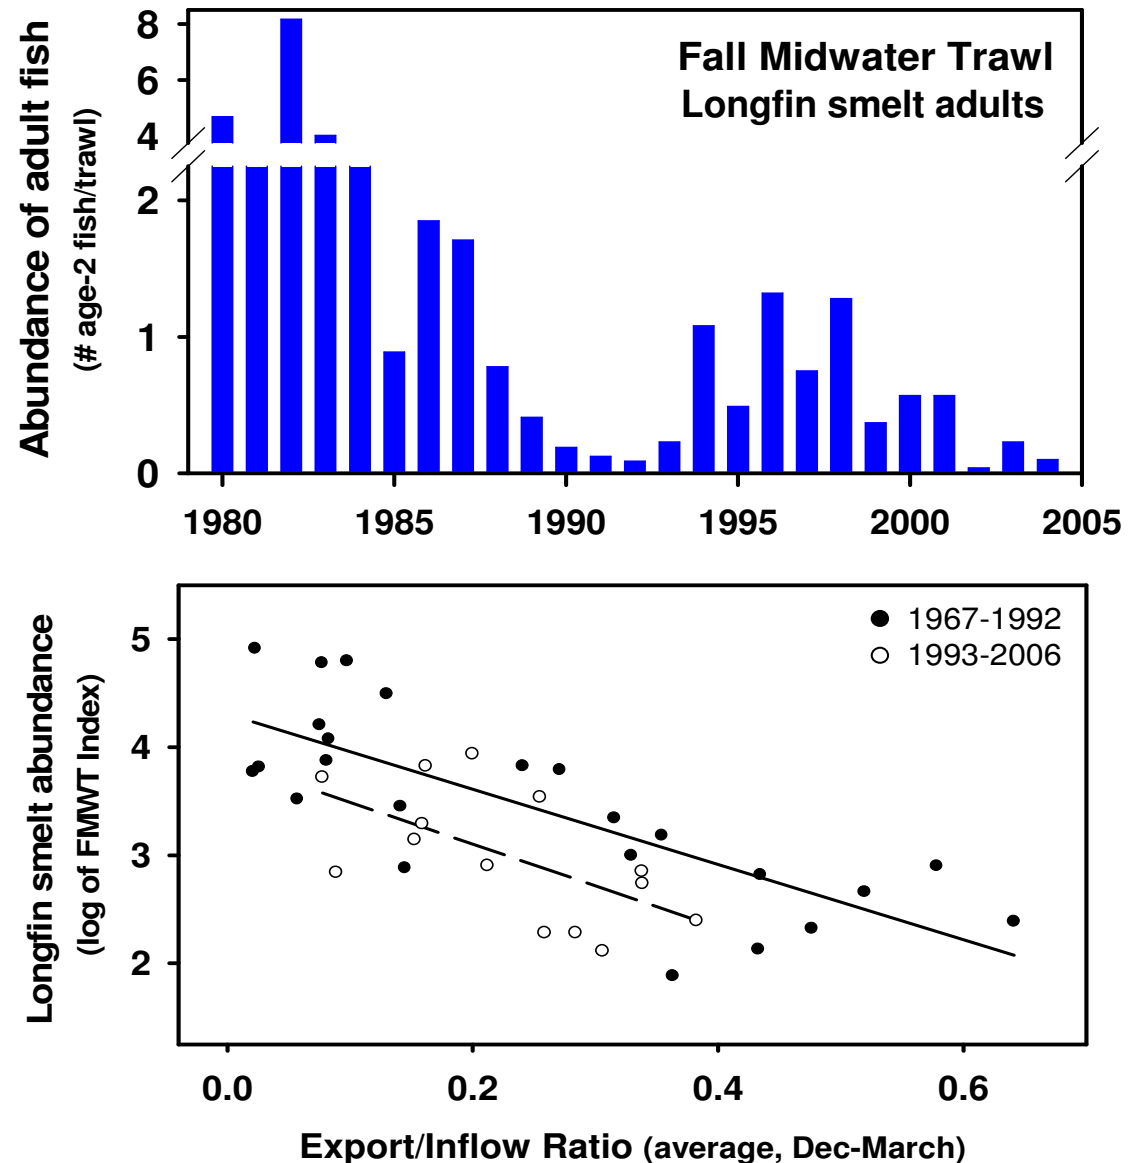 Fall Midwater Trawl
Longfin smelt adults
Abundance of adult fish
(# age-2 fish/trawl)
8
6
4
2
1
0
1980 1985 1990 1995 2000 2005
1967-1992
1993-2006
Longfin smelt abundance
(log of FMWT Index)
5
4
3
2
0.0 0.2 0.4 0.6
Export/Inflow Ratio (average, Dec-March)